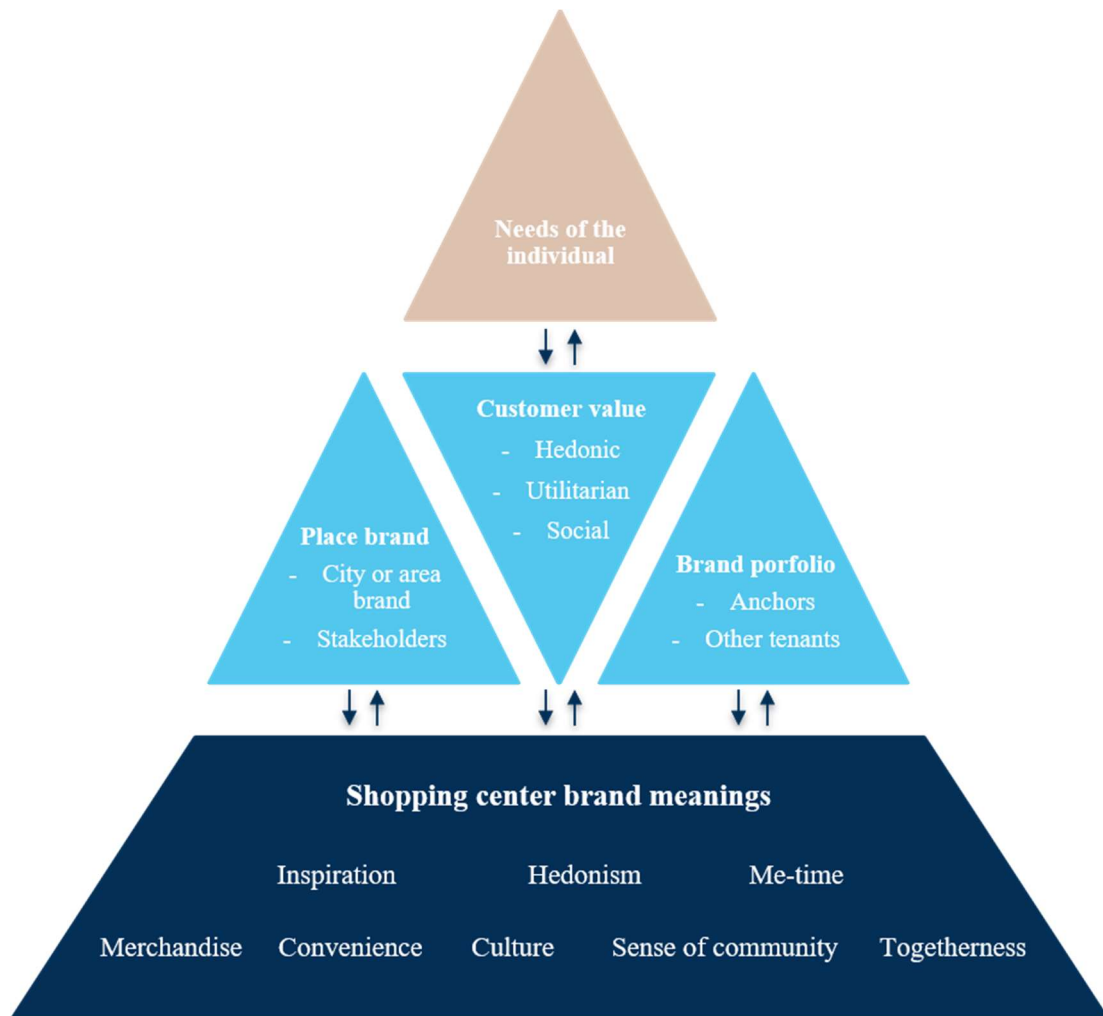 Needs of the
individual
Customer value
- Hedonic
- Utilitarian
- Social
Place brand
- City or area
brand
- Stakeholders
Brand porfolio
- Anchors
- Other tenants
Shopping center brand meanings
Inspiration Hedonism Me-time
Merchandise Convenience Culture Sense of community Togetherness